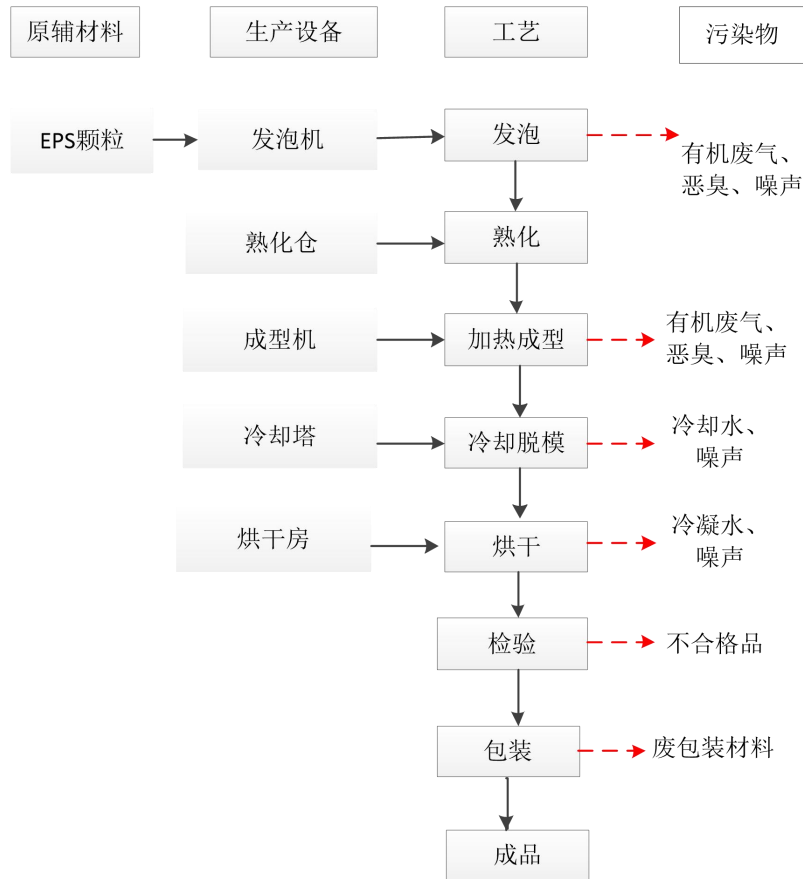 原辅材料
生产设备
工艺
污染物
EPS颗粒
发泡机
发泡
有机废气、
恶臭、噪声
熟化仓
熟化
成型机
加热成型
有机废气、
恶臭、噪声
冷却塔
冷却脱模
冷却水、
噪声
烘干房
烘干
冷凝水、
噪声
检验
不合格品
包装
废包装材料
成品